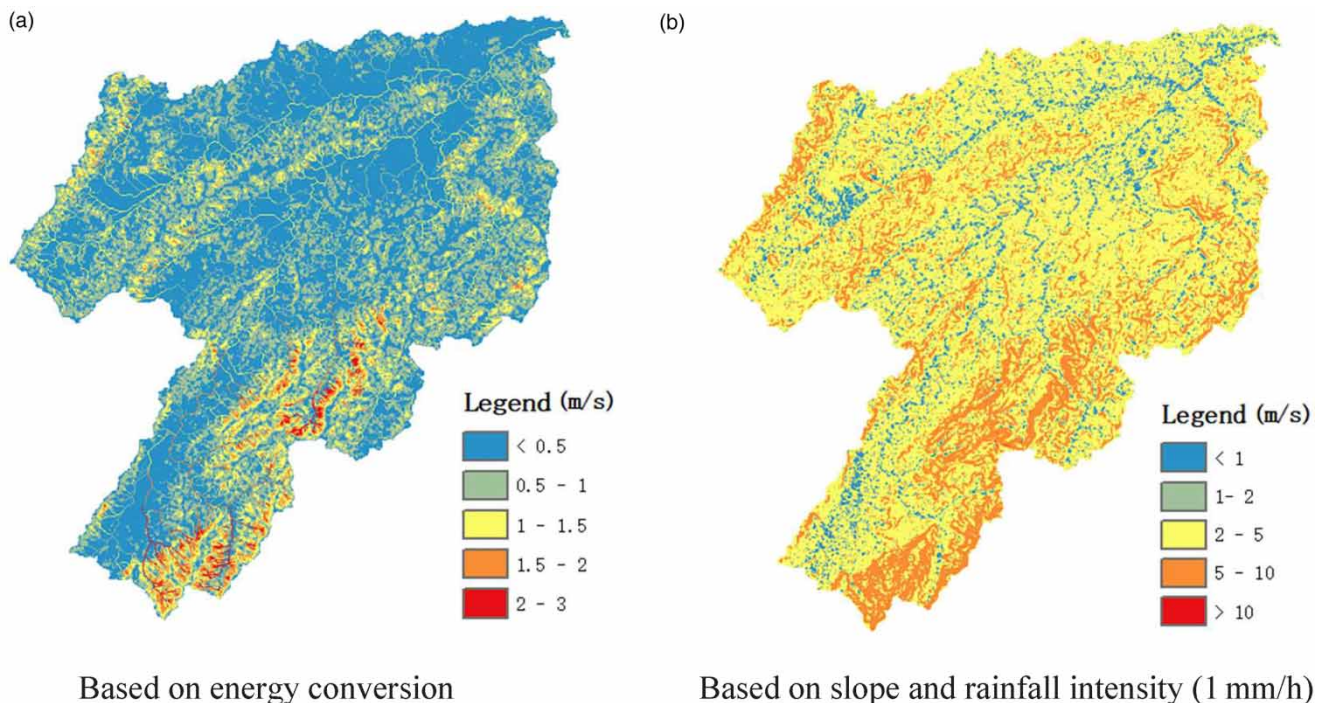 (a)
Legend (m/s)
< 0.5
0.5 - 1
1 - 1.5
1.5 - 2
2 - 3
Based on energy conversion
(b)
Legend (m/s)
< 1
1- 2
2 - 5
5 - 10
> 10
Based on slope and rainfall intensity (1 mm/h)